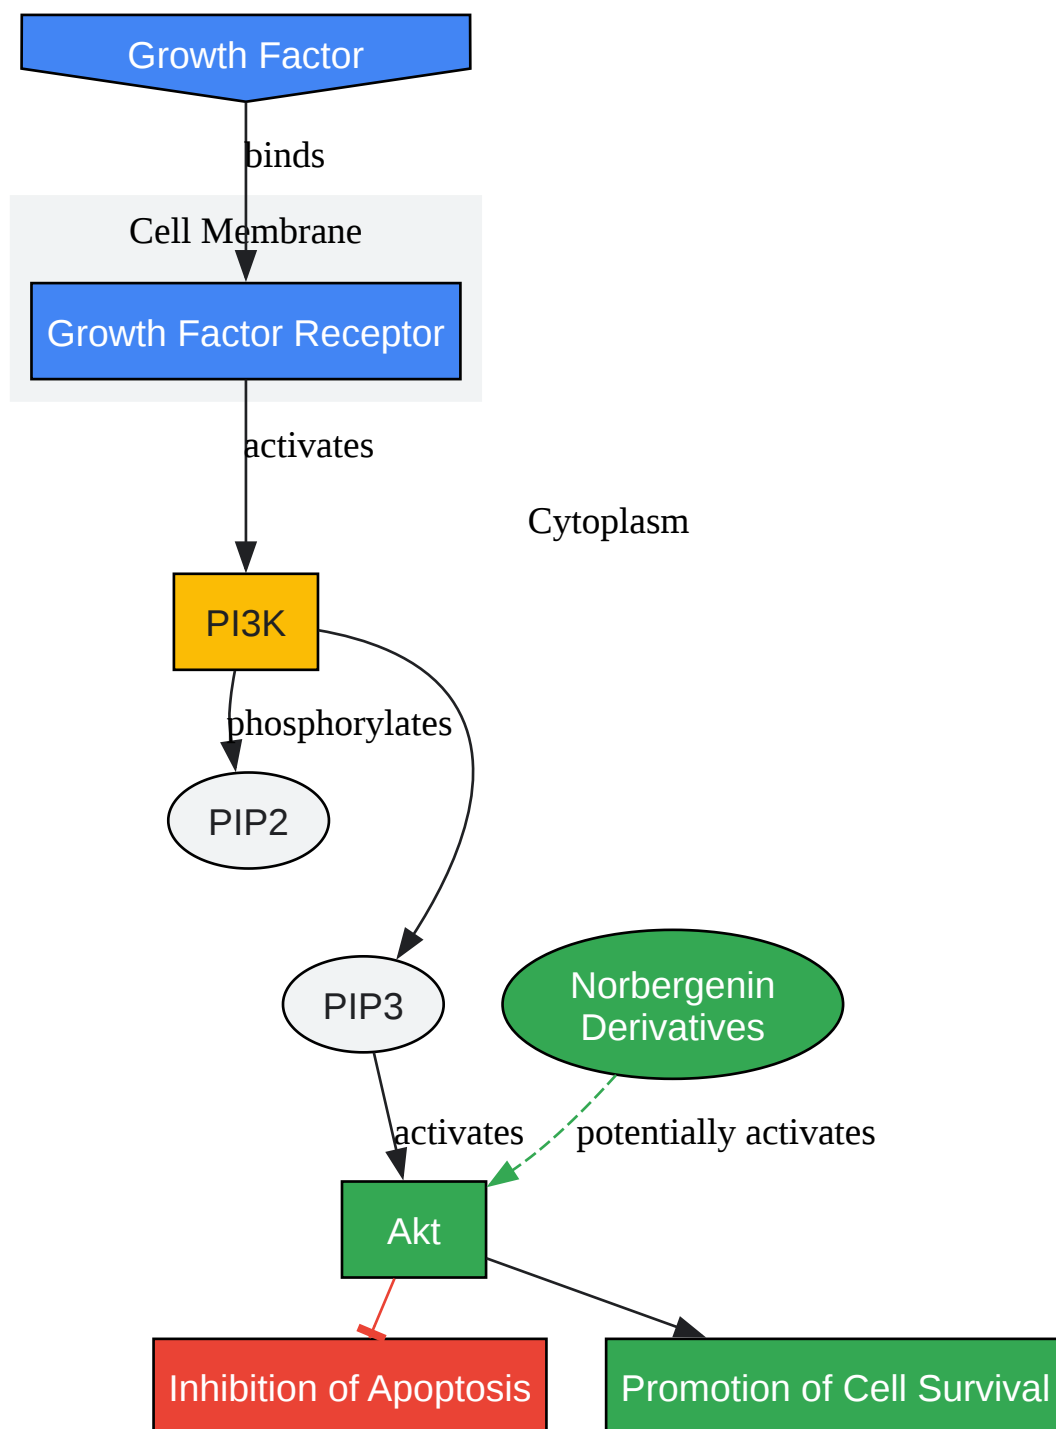 Growth Factor
binds
Cell Membrane
Growth Factor Receptor
activates
Cytoplasm
PI3K
phosphorylates
PIP2
Norbergenin
Derivatives
PIP3
activates
potentially activates
Akt
Inhibition of Apoptosis
Promotion of Cell Survival